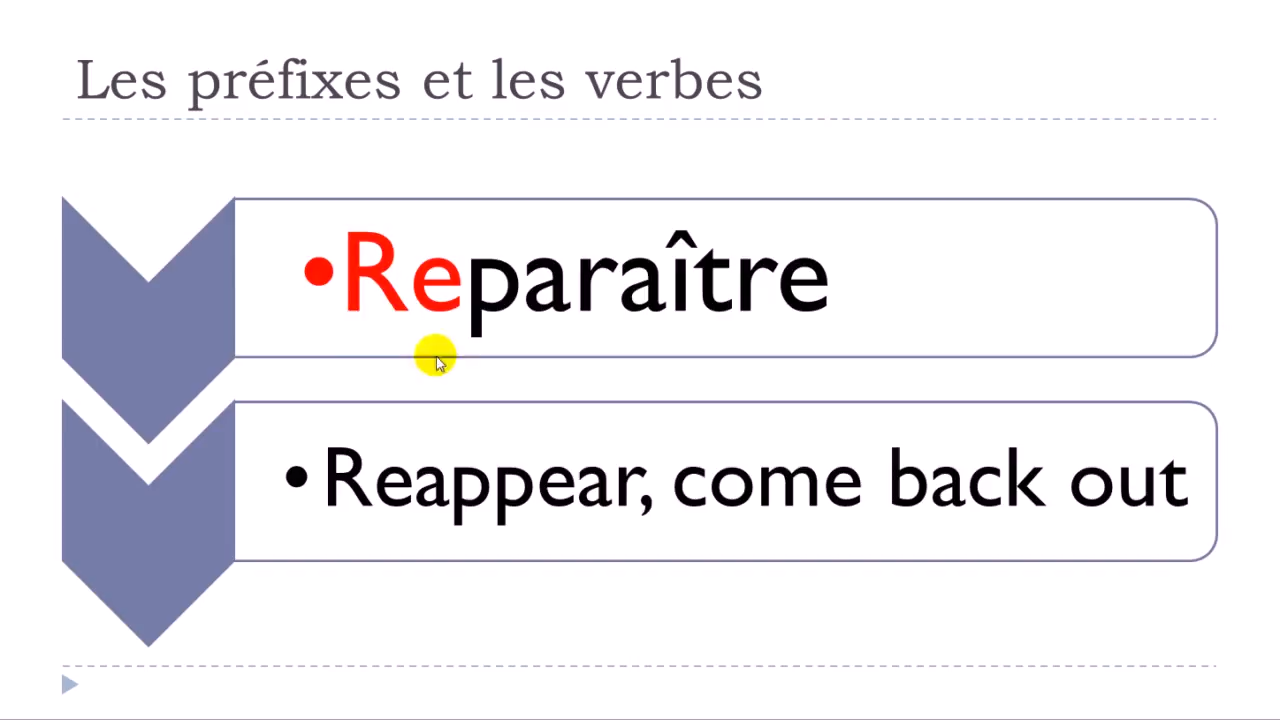 Les préfixes et les verbes
•Reparaître
•Reappear, come back out